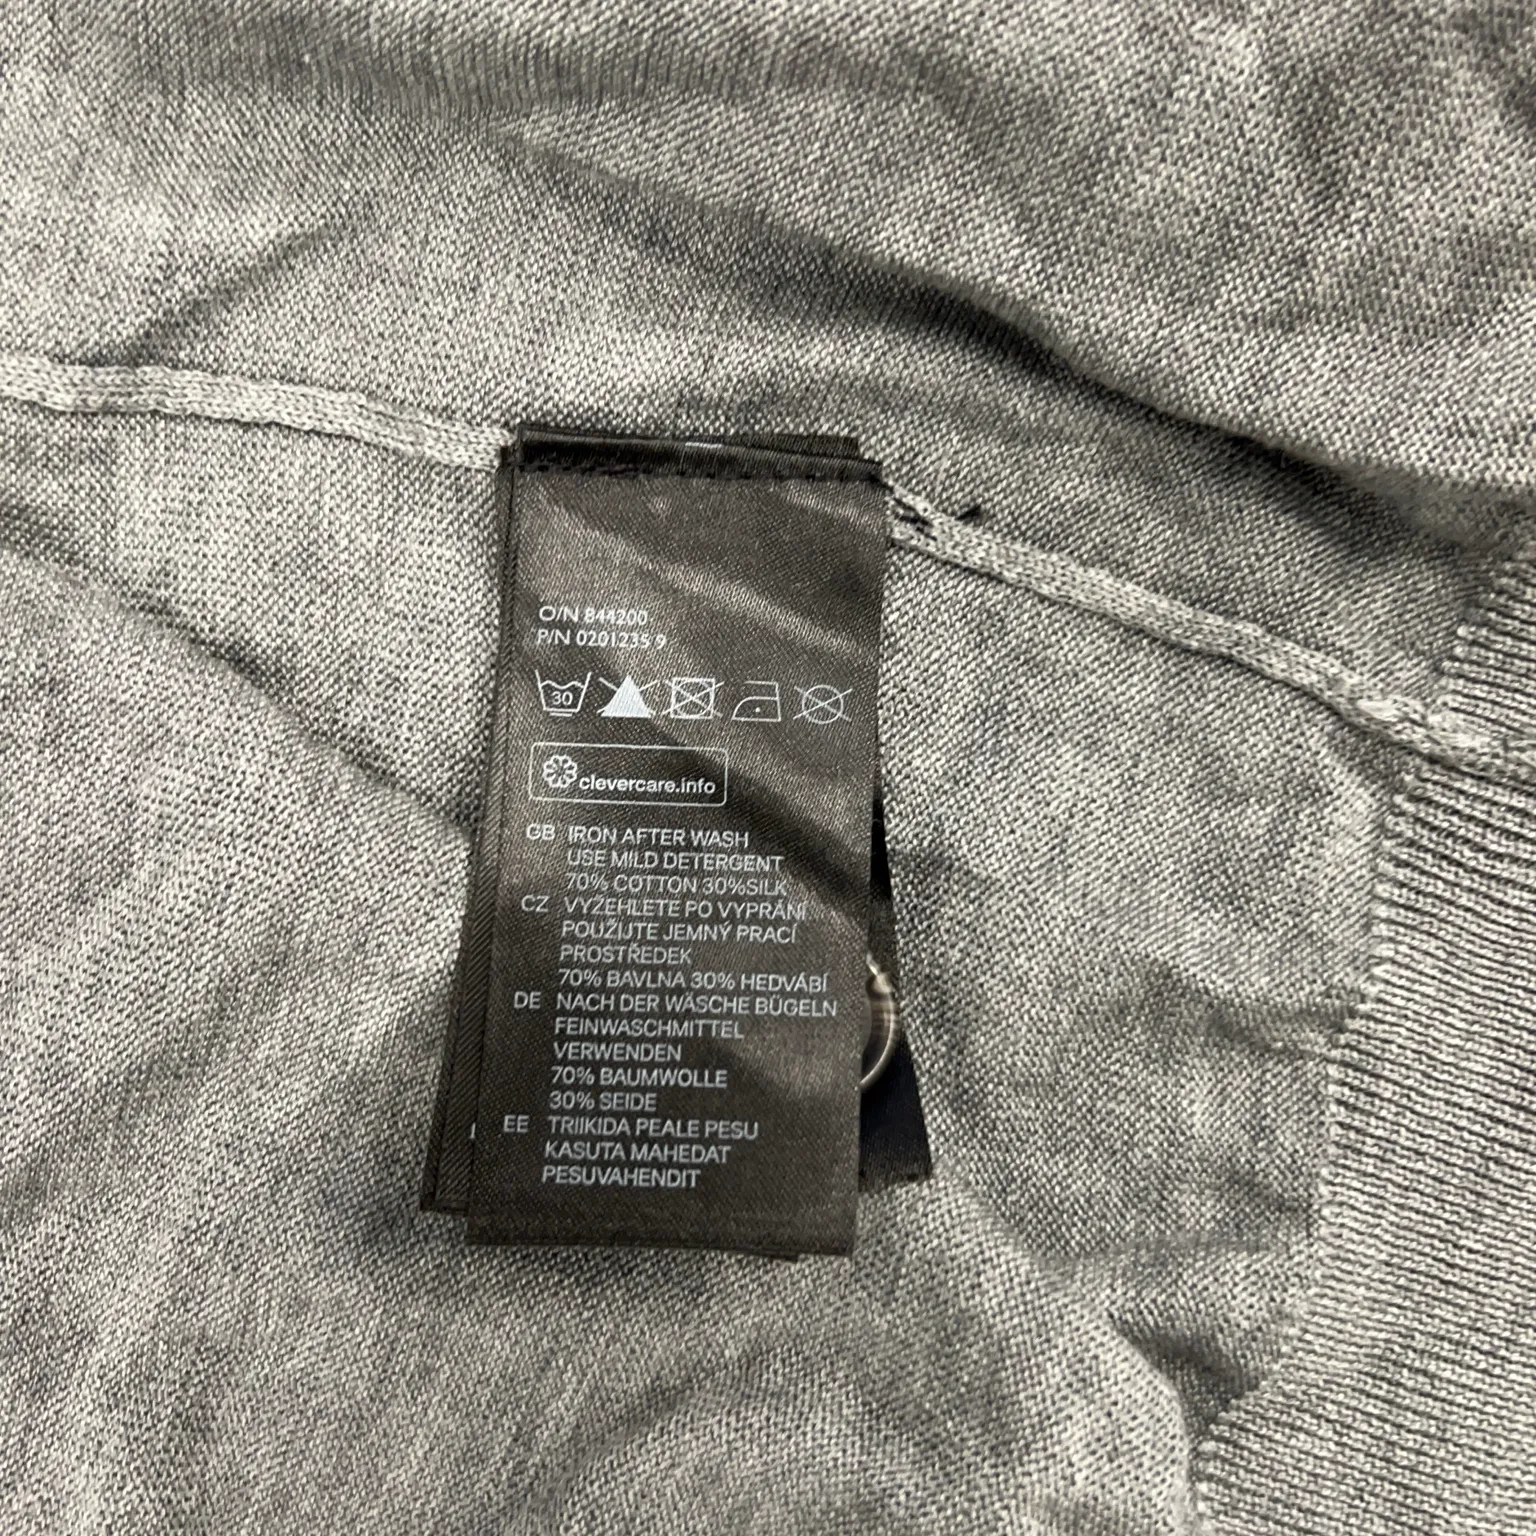 O/N 844200
P/N 0201235 9
30
clevercare.info
GB IRON AFTER WASH
USE MILD DETERGENT
70% COTTON 30%SILK
CZ VYŽEHLETE PO VYPRÁNÍ
POUŽIJTE JEMNÝ PRACÍ
PROSTŘEDEK
70% BAVLNA 30% HEDVÁBÍ
DE NACH DER WÄSCHE BÜGELN
FEINWASCHMITTEL
VERWENDEN
70% BAUMWOLLE
30% SEIDE
EE TRIIKIDA PEALE PESU
KASUTA MAHEDAT
PESUVAHENDIT